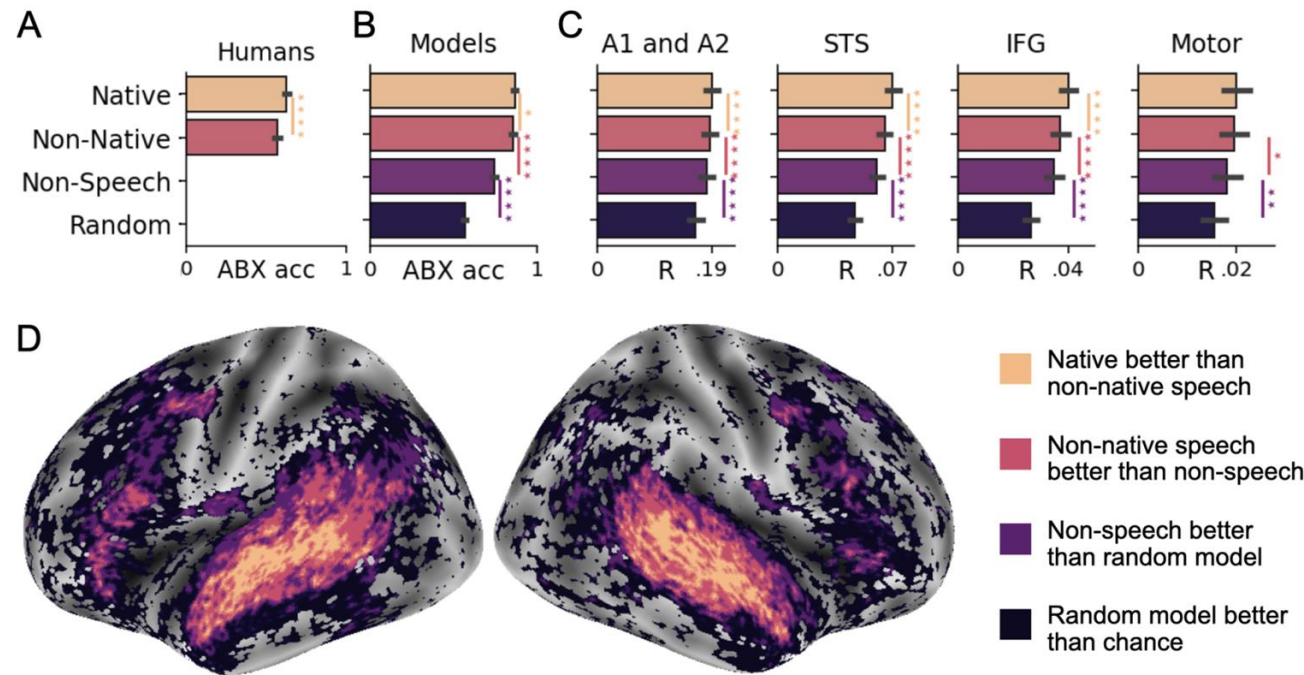 A
Humans
Native
Non-Native
Non-Speech
Random
0 ABX acc 1
B
Models
0 ABX acc 1
C
A1 and A2
0 R .19
STS
0 R .07
IFG
0 R .04
Motor
0 R .02
D
Native better than
non-native speech
Non-native speech
better than non-speech
Non-speech better
than random model
Random model better
than chance